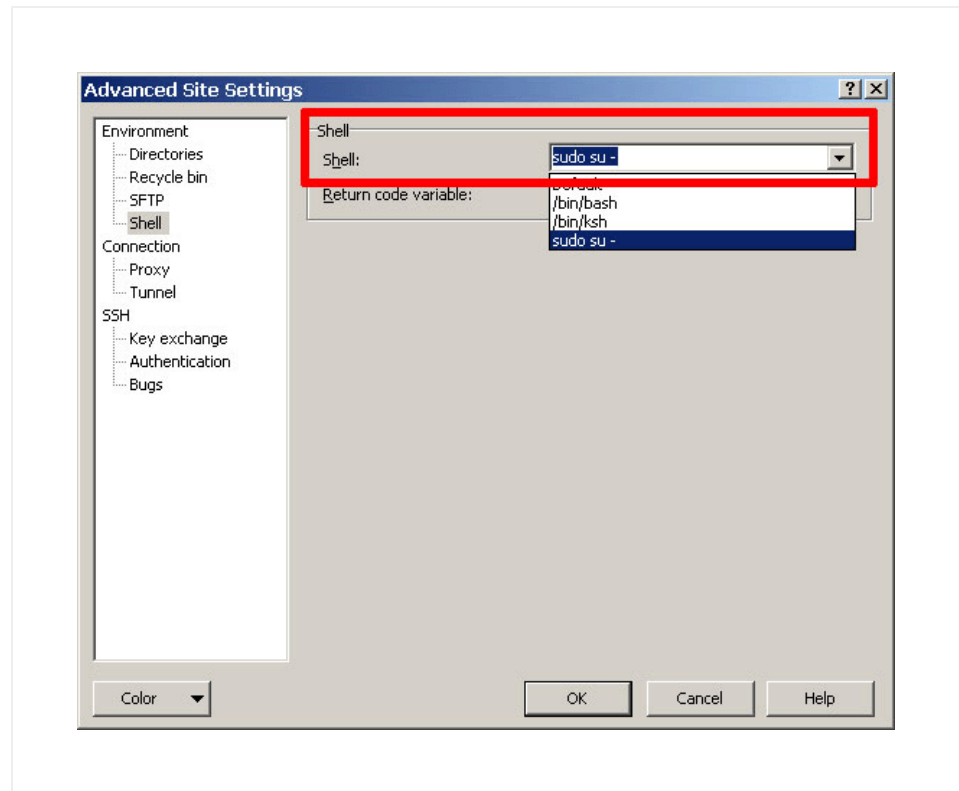 Advanced Site Settings
Environment
Directories
Recycle bin
SFTP
Shell
Connection
Proxy
Tunnel
SSH
Key exchange
Authentication
Bugs
Shell
Shell: sudo su -
Return code variable:
Default
/bin/bash
/bin/ksh
sudo su -
Color
OK
Cancel
Help